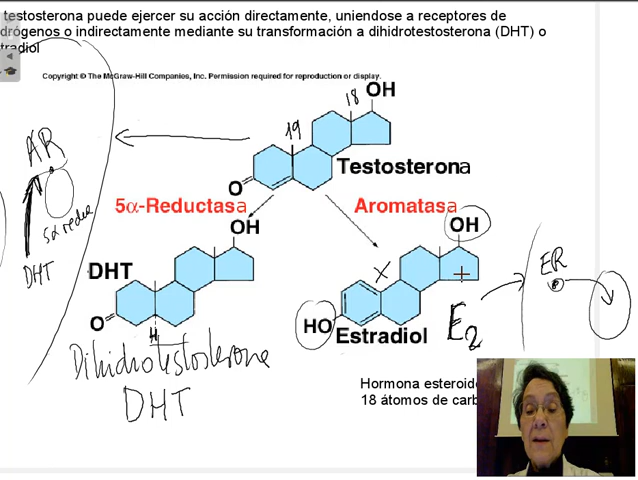 testosterona puede ejercer su acción directamente, uniendose a receptores de
drógenos o indirectamente mediante su transformación a dihidrotestosterona (DHT) o
tradiol
Copyright © The McGraw-Hill Companies, Inc. Permission required for reproduction or display.
18
OH
19
AR
Testosterona
O
5α-Reductasa
Aromatasa
5α redue
OH
OH
DHT
DHT
X
ER
O
H
HO
Estradiol
E2
Dihidrotestosterona
DHT
Hormona esteroide
18 átomos de carb